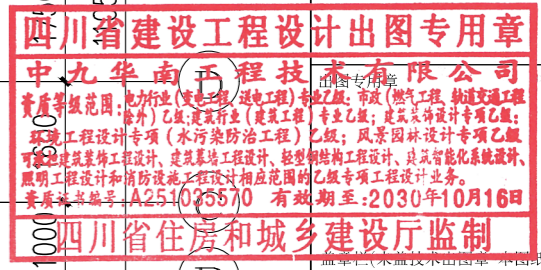 四川省建设工程设计出图专用章
中九华南工程技术有限公司
出图专用章
资质等级范围:电力行业(变电工程、送电工程)专业乙级;市政(燃气工程、轨道交通工程
除外)乙级;建筑行业(建筑工程)专业乙级;建筑装饰设计专项乙级;
环境工程设计专项(水污染防治工程)乙级;风景园林设计专项乙级
可承担建筑装饰工程设计、建筑幕墙工程设计、轻型钢结构工程设计、建筑智能化系统设计、
照明工程设计和消防设施工程设计相应范围的乙级专项工程设计业务。
资质证书编号:A251035570 有效期至:2030年10月16日
四川省住房和城乡建设厅监制
1000
D
C